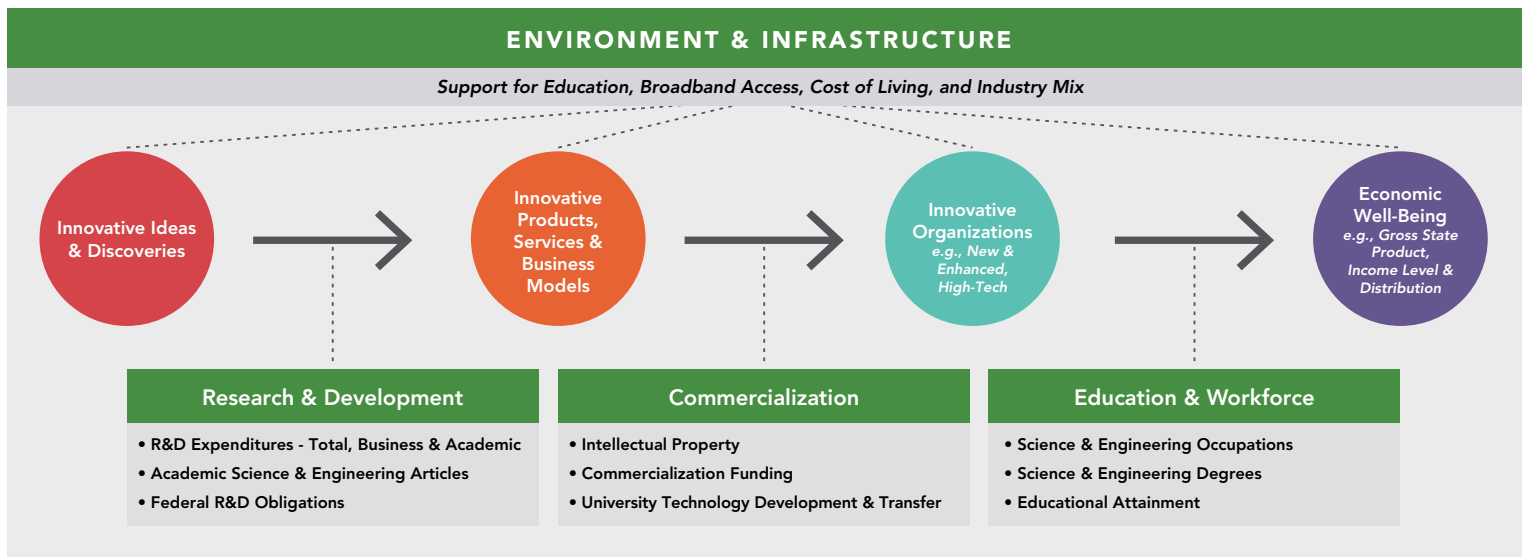 ENVIRONMENT & INFRASTRUCTURE
Support for Education, Broadband Access, Cost of Living, and Industry Mix
Innovative Ideas
& Discoveries
Innovative
Products,
Services &
Business
Models
Innovative
Organizations
e.g., New &
Enhanced,
High-Tech
Economic
Well-Being
e.g., Gross State
Product,
Income Level &
Distribution
Research & Development
• R&D Expenditures - Total, Business & Academic
• Academic Science & Engineering Articles
• Federal R&D Obligations
Commercialization
• Intellectual Property
• Commercialization Funding
• University Technology Development & Transfer
Education & Workforce
• Science & Engineering Occupations
• Science & Engineering Degrees
• Educational Attainment